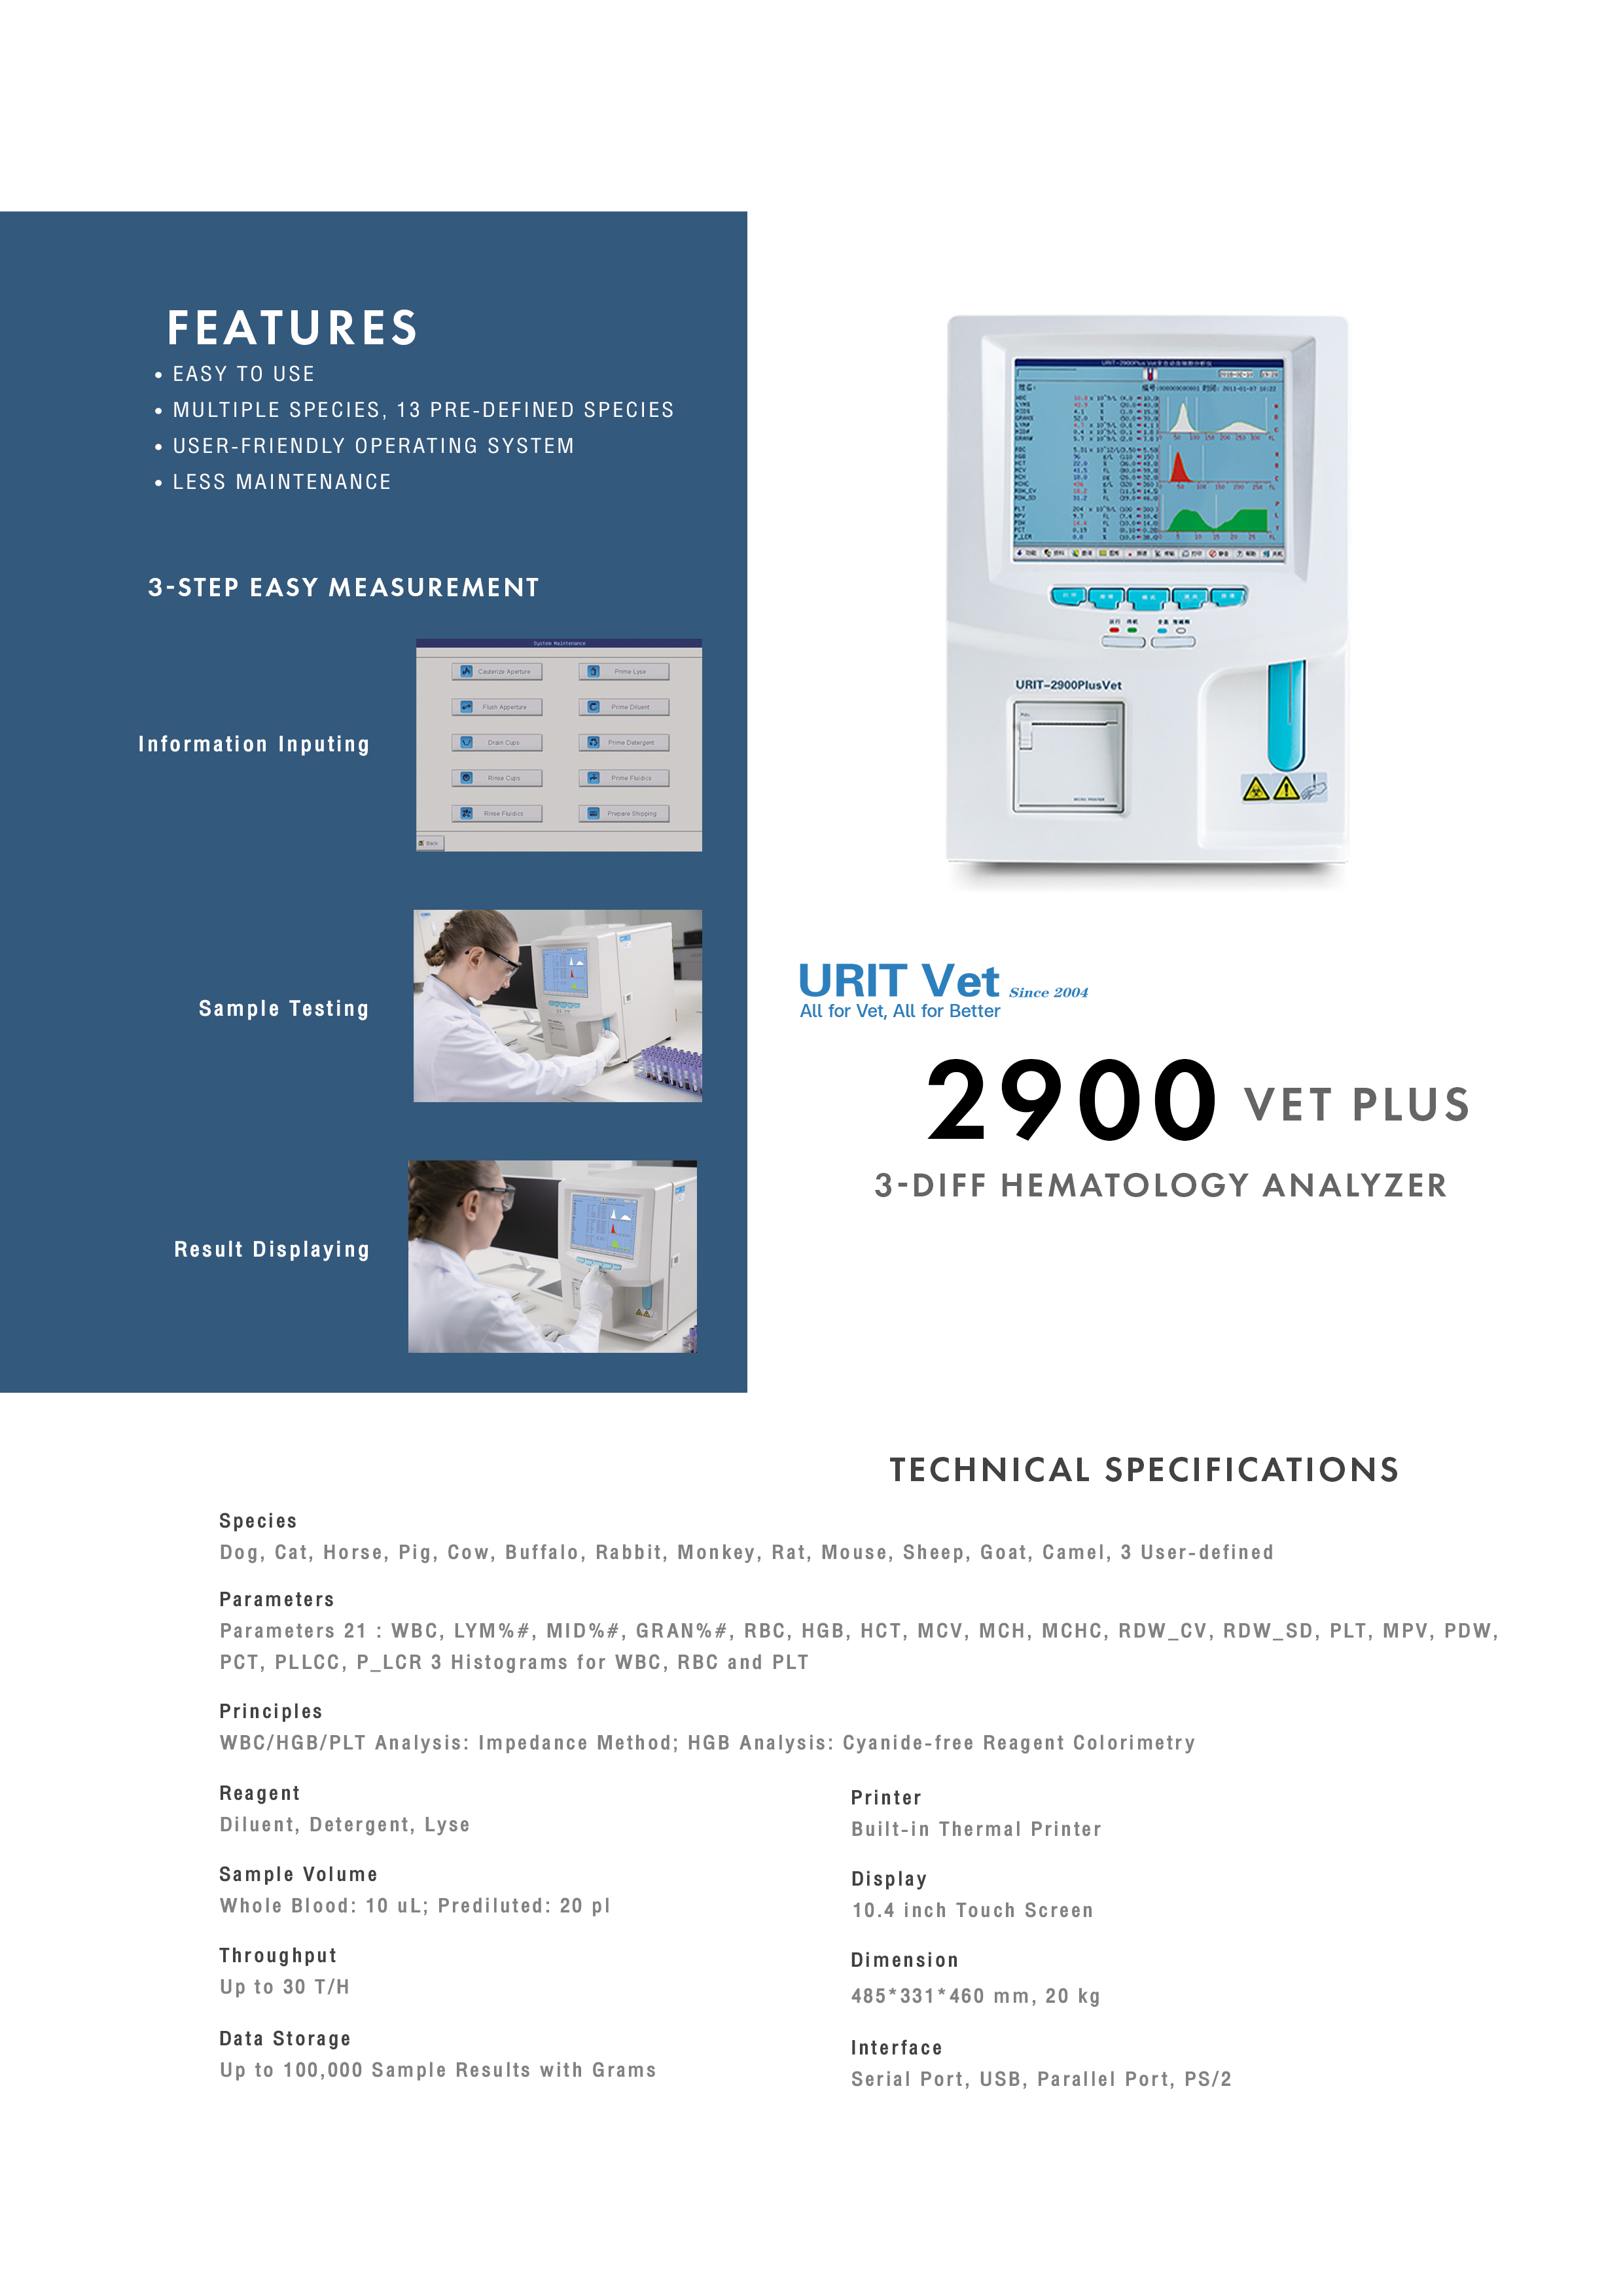 FEATURES
• EASY TO USE
• MULTIPLE SPECIES, 13 PRE-DEFINED SPECIES
• USER-FRIENDLY OPERATING SYSTEM
• LESS MAINTENANCE
3-STEP EASY MEASUREMENT
Information Inputing
System Maintenance
Cauterize Aperture
Prime Lyse
Flush Apperture
Prime Diluent
Drain Cups
Prime Detergent
Rinse Cups
Prime Fluidics
Rinse Fluidics
Prepare Shipping
Back
Sample Testing
Result Displaying
URIT-2900PlusVet
MICRO PRINTER
URIT Vet Since 2004
All for Vet, All for Better
2900 VET PLUS
3-DIFF HEMATOLOGY ANALYZER
TECHNICAL SPECIFICATIONS
Species
Dog, Cat, Horse, Pig, Cow, Buffalo, Rabbit, Monkey, Rat, Mouse, Sheep, Goat, Camel, 3 User-defined
Parameters
Parameters 21 : WBC, LYM%#, MID%#, GRAN%#, RBC, HGB, HCT, MCV, MCH, MCHC, RDW_CV, RDW_SD, PLT, MPV, PDW,
PCT, PLLCC, P_LCR 3 Histograms for WBC, RBC and PLT
Principles
WBC/HGB/PLT Analysis: Impedance Method; HGB Analysis: Cyanide-free Reagent Colorimetry
Reagent
Diluent, Detergent, Lyse
Sample Volume
Whole Blood: 10 uL; Prediluted: 20 pl
Throughput
Up to 30 T/H
Data Storage
Up to 100,000 Sample Results with Grams
Printer
Built-in Thermal Printer
Display
10.4 inch Touch Screen
Dimension
485*331*460 mm, 20 kg
Interface
Serial Port, USB, Parallel Port, PS/2